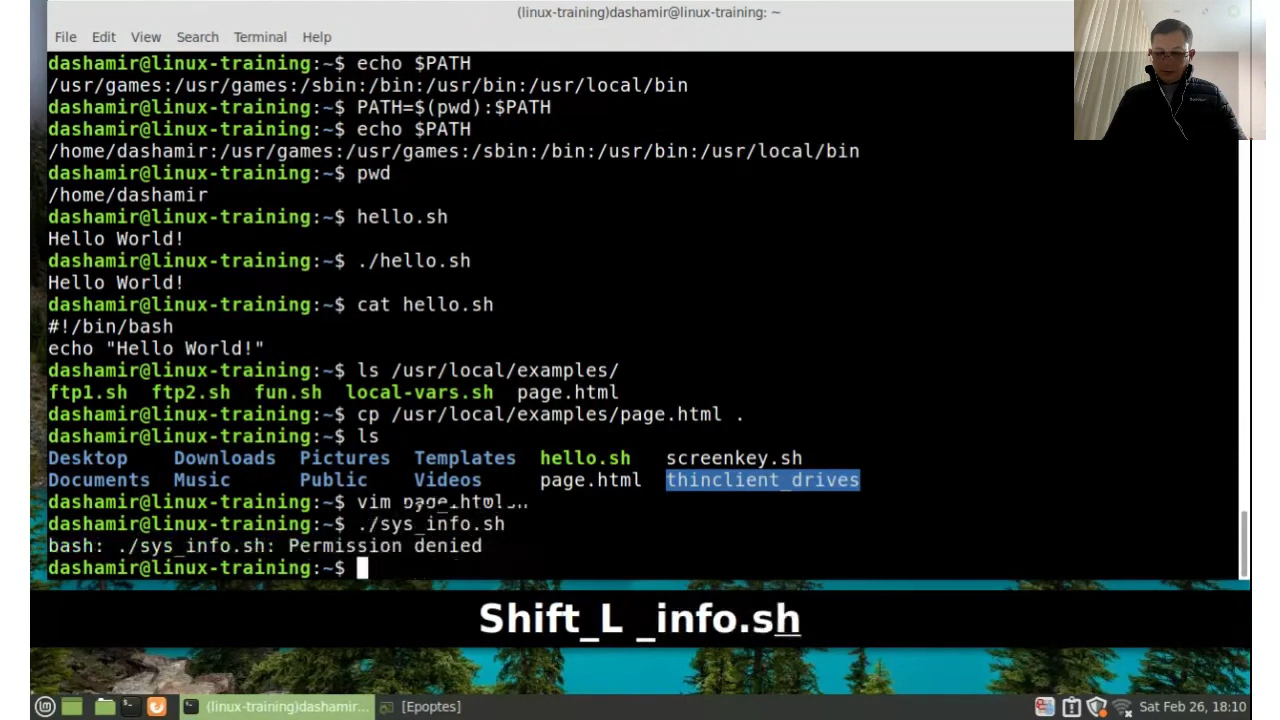 (linux-training)dashamir@linux-training: ~
File Edit View Search Terminal Help
dashamir@linux-training:~$ echo $PATH
/usr/games:/usr/games:/sbin:/bin:/usr/bin:/usr/local/bin
dashamir@linux-training:~$ PATH=$(pwd):$PATH
dashamir@linux-training:~$ echo $PATH
/home/dashamir:/usr/games:/usr/games:/sbin:/bin:/usr/bin:/usr/local/bin
dashamir@linux-training:~$ pwd
/home/dashamir
dashamir@linux-training:~$ hello.sh
Hello World!
dashamir@linux-training:~$ ./hello.sh
Hello World!
dashamir@linux-training:~$ cat hello.sh
#!/bin/bash
echo "Hello World!"
dashamir@linux-training:~$ ls /usr/local/examples/
ftp1.sh ftp2.sh fun.sh local-vars.sh page.html
dashamir@linux-training:~$ cp /usr/local/examples/page.html .
dashamir@linux-training:~$ ls
Desktop Downloads Pictures Templates hello.sh screenkey.sh
Documents Music Public Videos page.html thinclient_drives
dashamir@linux-training:~$ vim
dashamir@linux-training:~$ ./sys_info.sh
bash: ./sys_info.sh: Permission denied
dashamir@linux-training:~$
Shift_L _info.sh
(linux-training)dashamir... [Epoptes] Sat Feb 26, 18:10